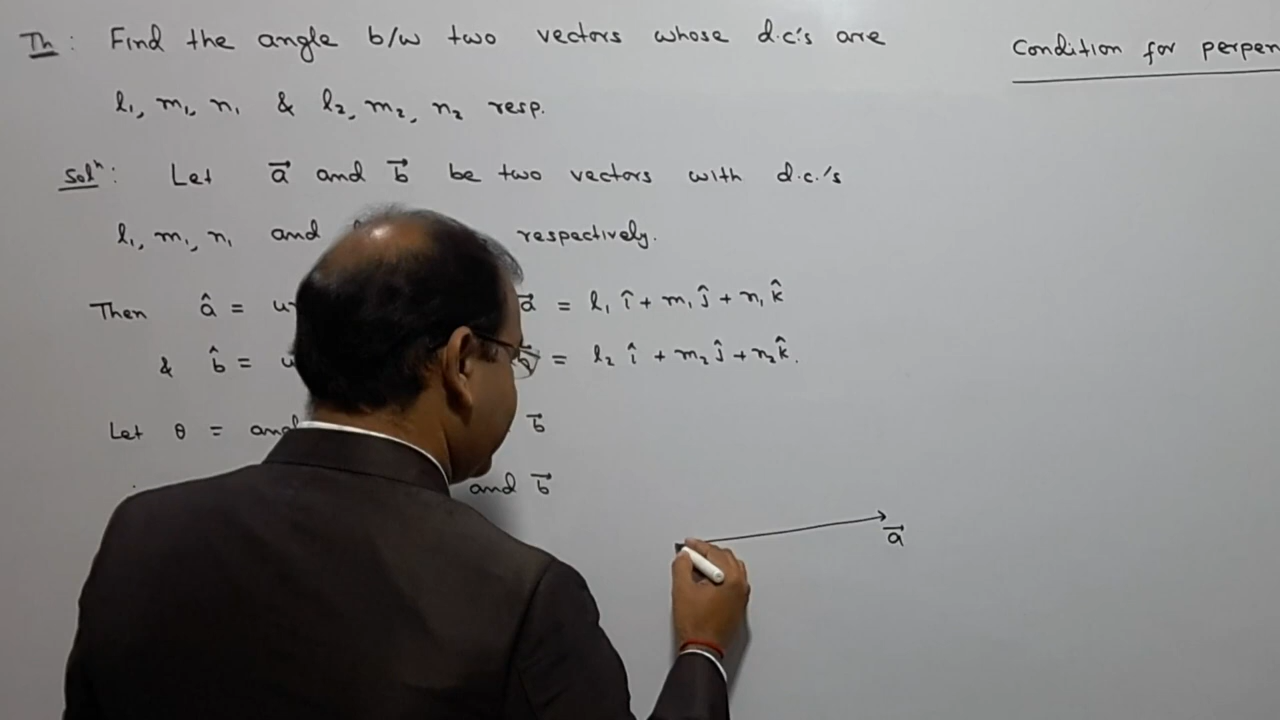 Th: Find the angle b/w two vectors whose d.c's are
l₁, m₁, n₁ & l₂, m₂, n₂ resp.
Solⁿ: Let a⃗ and b⃗ be two vectors with d.c.'s
l₁, m₁, n₁ and respectively.
Then â = a⃗ = l₁ î + m₁ ĵ + n₁ k̂
& b̂ = = l₂ î + m₂ ĵ + n₂ k̂.
Let θ = b⃗
and b⃗
a⃗
Condition for